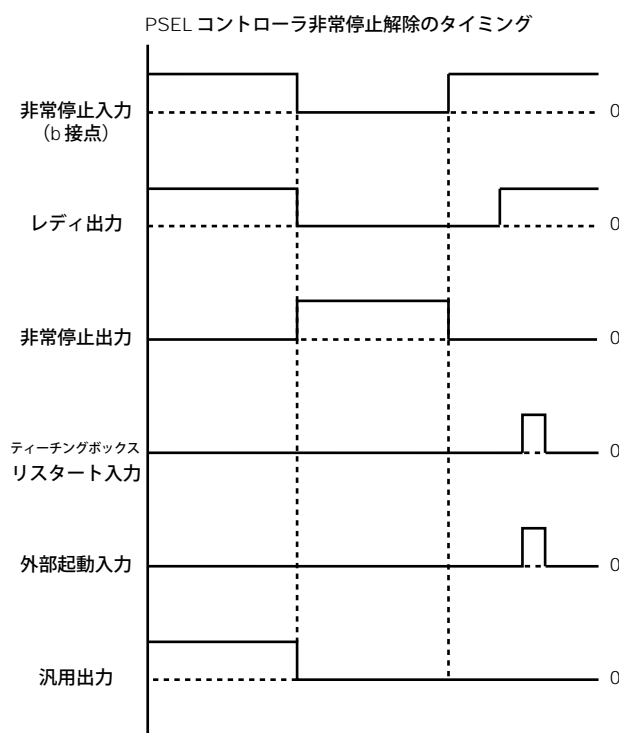 PSEL コントローラ非常停止解除のタイミング
非常停止入力
（b 接点）
0
レディ出力
0
非常停止出力
0
ティーチングボックス
リスタート入力
0
外部起動入力
0
汎用出力
0